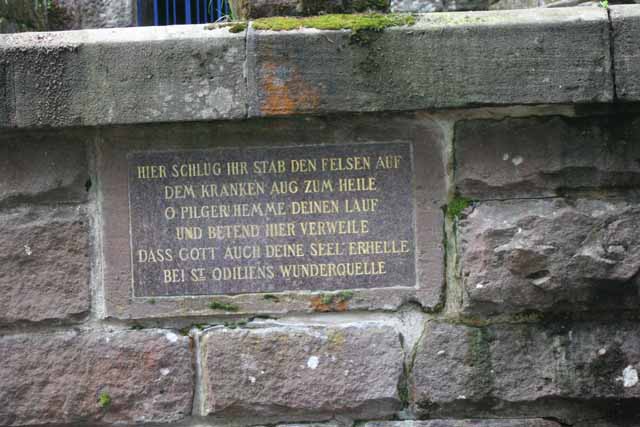 HIER SCHLUG IHR STAB DEN FELSEN AUF
DEM KRANKEN AUG ZUM HEILE
O PILGER! HEMME DEINEN LAUF
UND BETEND HIER VERWEILE
DASS GOTT AUCH DEINE SEEL' ERHELLE
BEI ST. ODILIENS WUNDERQUELLE